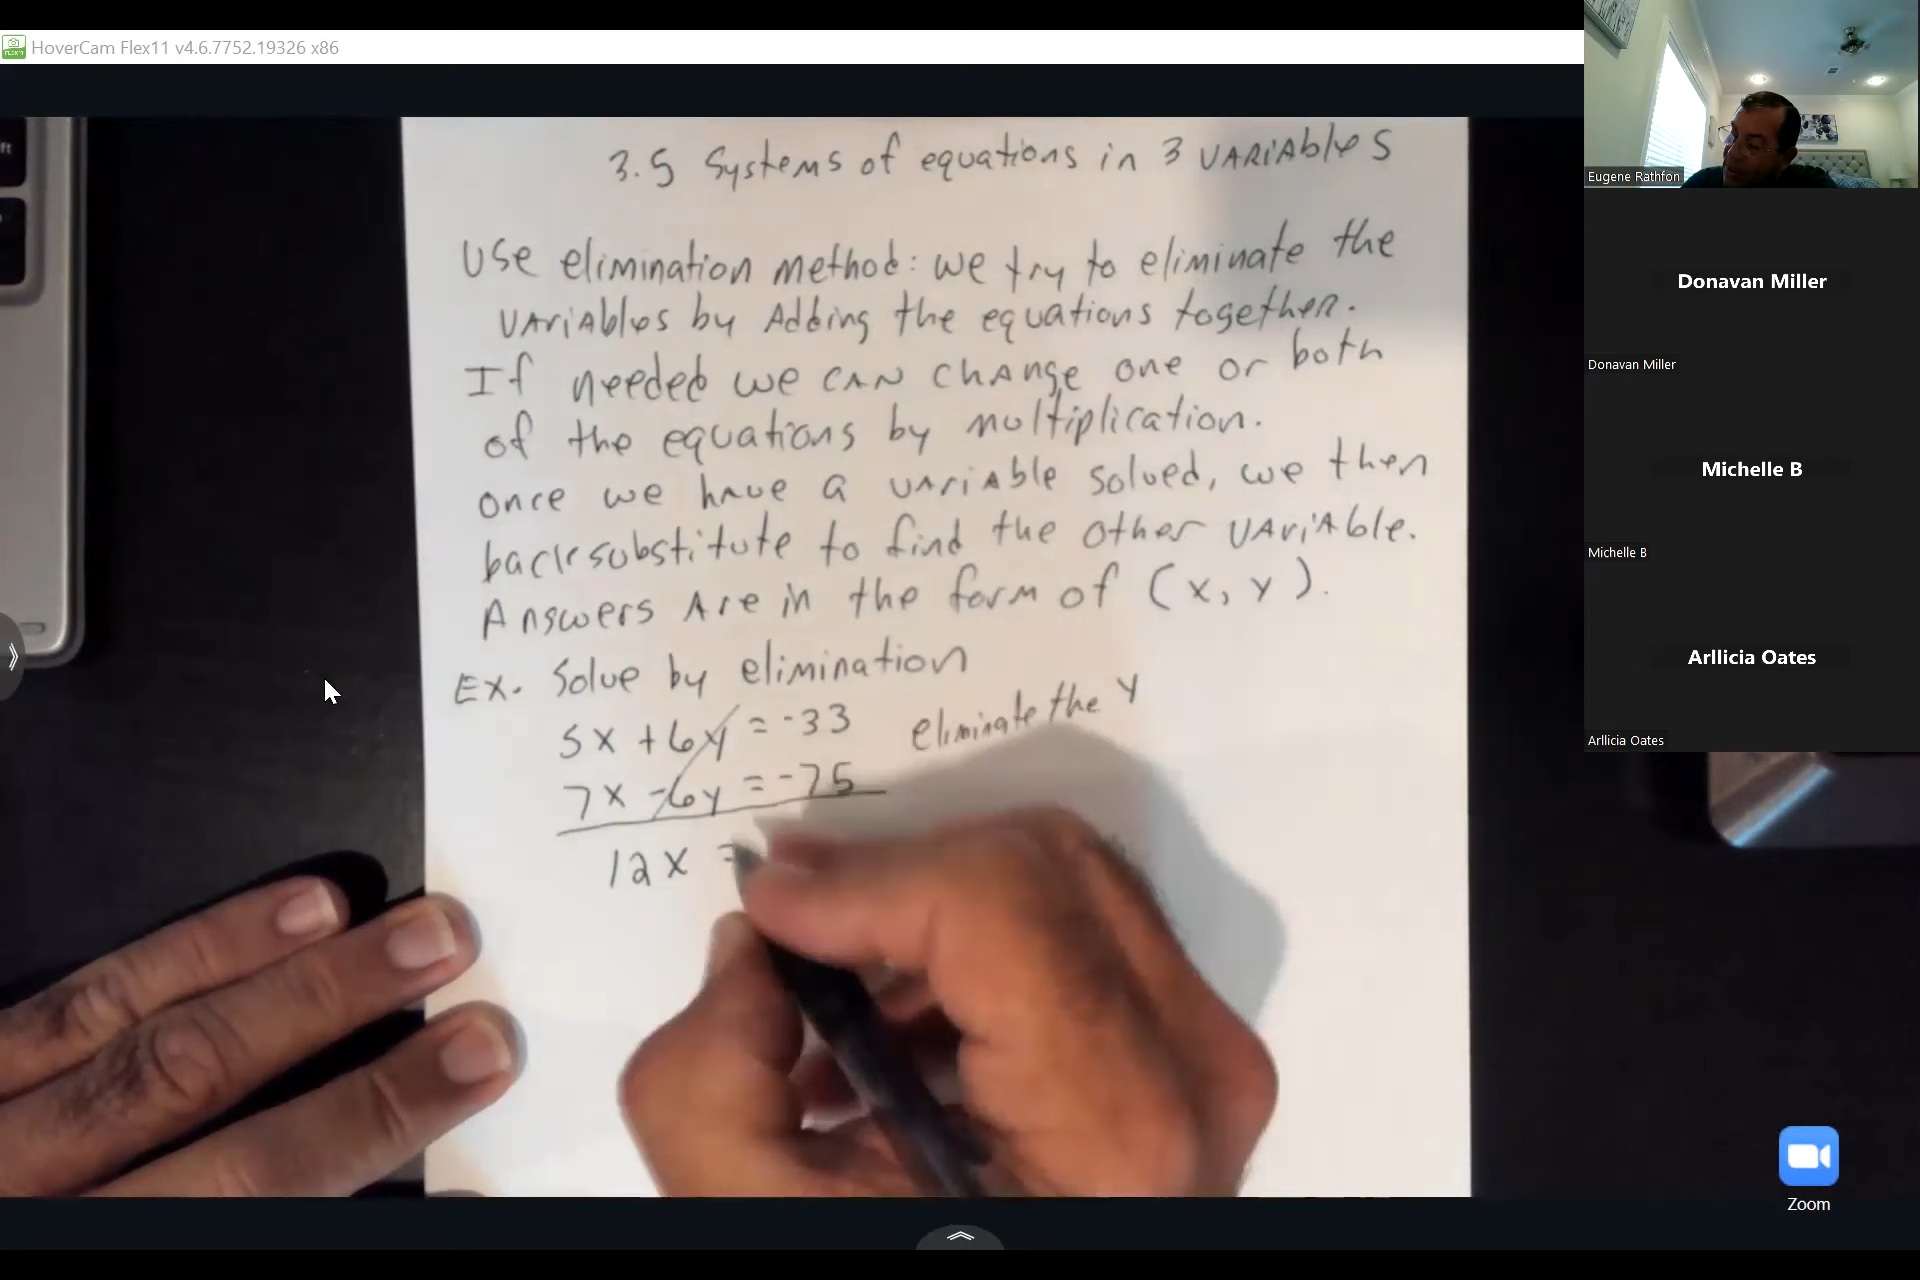 HoverCam Flex11 v4.6.7752.19326 x86
3.5 Systems of equations in 3 VARiAbles
Use elimination method: we try to eliminate the
VARiAbles by Adding the equations together.
If needed we CAN change one or both
of the equations by multiplication.
once we have a variable solved, we then
backsubstitute to find the other VAriAble.
Answers Are in the form of (x, y).
EX. Solve by elimination
5x + 6y = -33 eliminate the y
7x - 6y = -75
12x =
Eugene Rathfon
Donavan Miller
Donavan Miller
Michelle B
Michelle B
Arllicia Oates
Arllicia Oates
Zoom